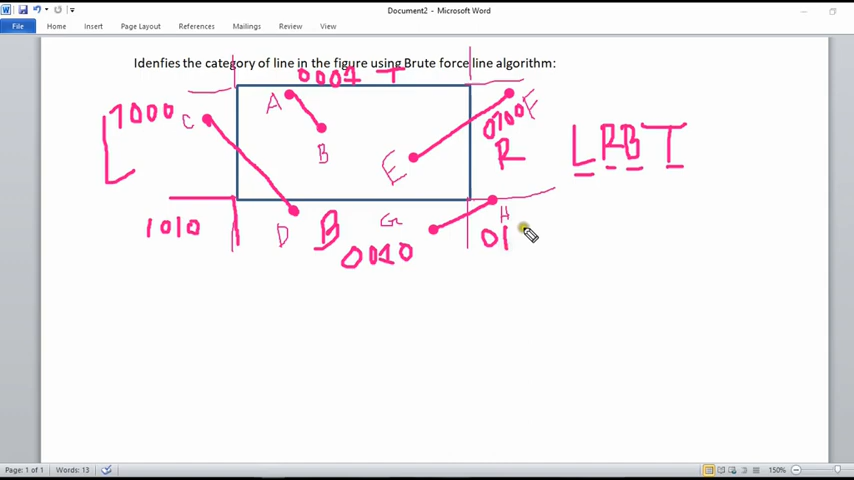 Document2 - Microsoft Word
File Home Insert Page Layout References Mailings Review View
Idenfies the category of line in the figure using Brute force line algorithm:
0001 T
1000 C A F
0100
L B E R L R B T
1010 D B G H
0010 01
Page: 1 of 1 Words: 13 150%